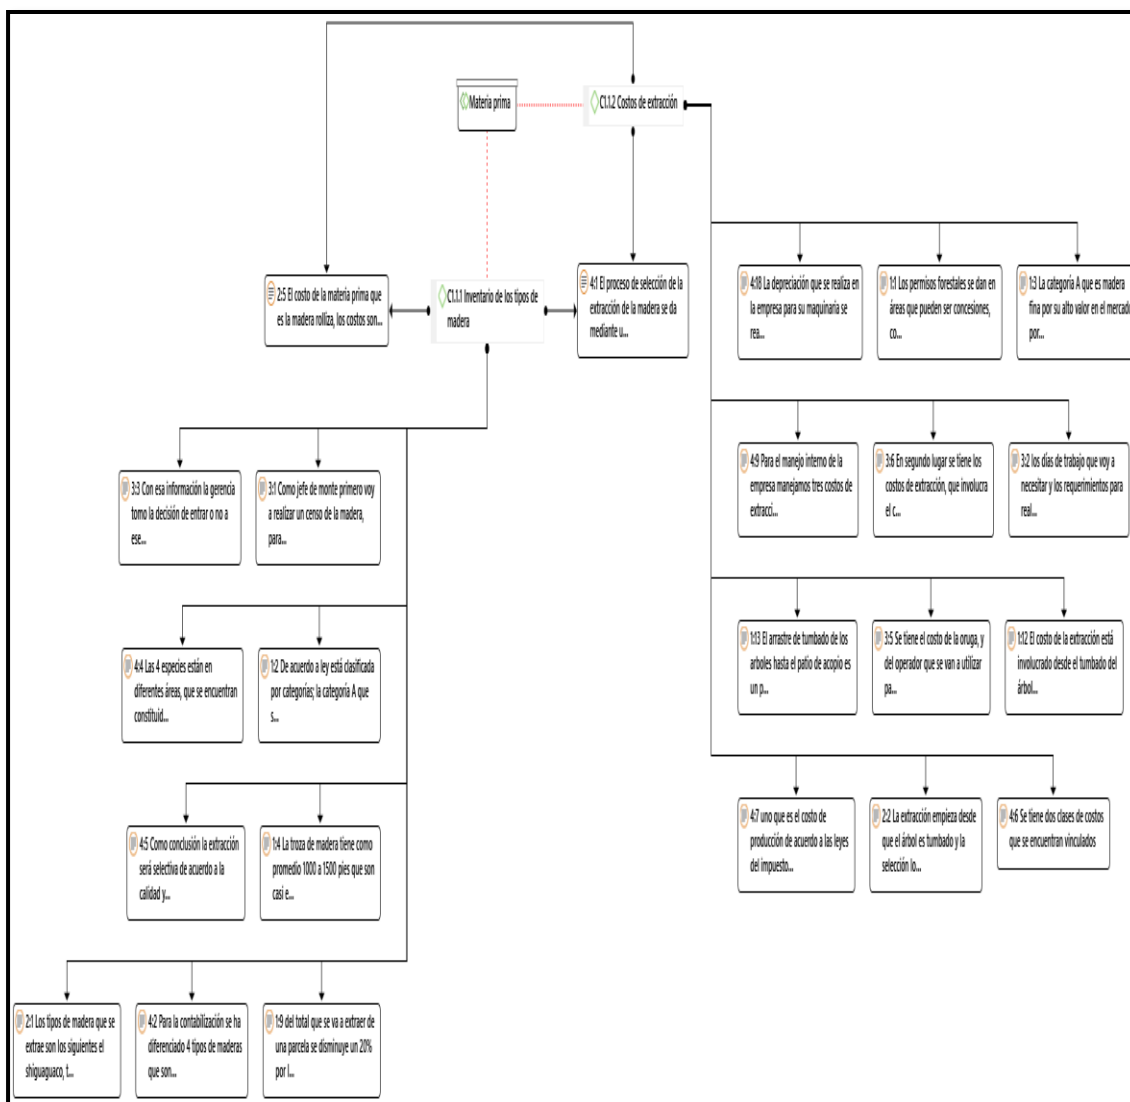 Materia prima
C1.1.2 Costos de extracción
2:5 El costo de la materia prima que
es la madera rolliza, los costos son...
C1.1.1 Inventario de los tipos de
madera
4:1 El proceso de selección de la
extracción de la madera se da
mediante u...
4:18 La depreciación que se realiza en
la empresa para su maquinaria se
rea...
1:1 Los permisos forestales se dan en
áreas que pueden ser concesiones,
co...
1:3 La categoría A que es madera
fina por su alto valor en el mercado
por...
3:3 Con esa información la gerencia
tomo la decisión de entrar o no a
ese...
3:1 Como jefe de monte primero voy
a realizar un censo de la madera,
para...
4:9 Para el manejo interno de la
empresa manejamos tres costos de
extracci...
3:6 En segundo lugar se tiene los
costos de extracción, que involucra
el c...
3:2 los días de trabajo que voy a
necesitar y los requerimientos para
real...
4:4 Las 4 especies están en
diferentes áreas, que se encuentran
constituid...
1:2 De acuerdo a ley está clasificada
por categorías; la categoría A que
s...
1:13 El arrastre de tumbado de los
arboles hasta el patio de acopio es
un p...
3:5 Se tiene el costo de la oruga, y
del operador que se van a utilizar
pa...
1:12 El costo de la extracción está
involucrado desde el tumbado del
árbol...
4:5 Como conclusión la extracción
será selectiva de acuerdo a la
calidad y...
1:4 La troza de madera tiene como
promedio 1000 a 1500 pies que son
casi e...
4:7 uno que es el costo de
producción de acuerdo a las leyes
del impuesto...
2:2 La extracción empieza desde
que el árbol es tumbado y la
selección lo...
4:6 Se tiene dos clases de costos
que se encuentran vinculados
2:1 Los tipos de madera que se
extrae son los siguientes el
shiguaguaco, t...
4:2 Para la contabilización se ha
diferenciado 4 tipos de maderas
que son...
1:9 del total que se va a extraer de
una parcela se disminuye un 20%
por l...